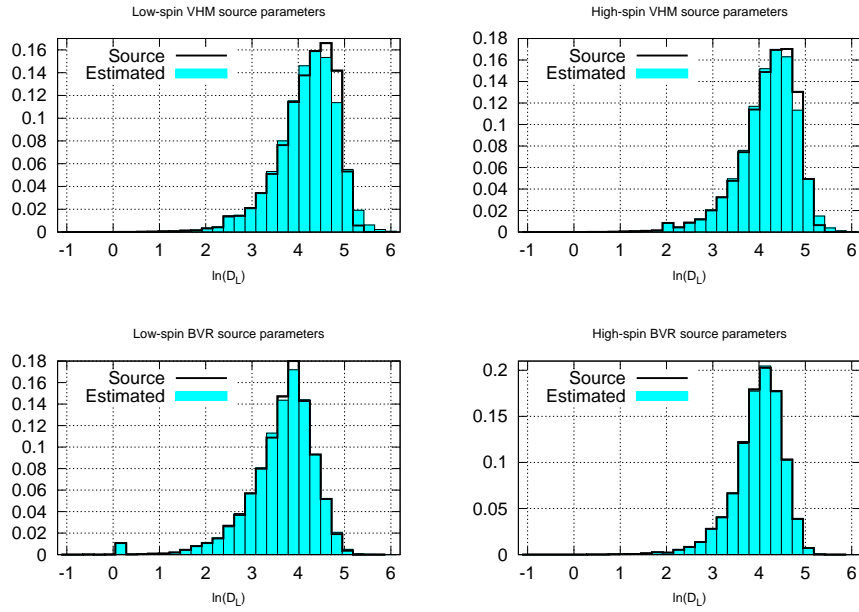 Low-spin VHM source parameters
0.16
0.14
0.12
0.1
0.08
0.06
0.04
0.02
0
Source
Estimated
-1 0 1 2 3 4 5 6
ln(D_L)
High-spin VHM source parameters
0.18
0.16
0.14
0.12
0.1
0.08
0.06
0.04
0.02
0
Source
Estimated
-1 0 1 2 3 4 5 6
ln(D_L)
Low-spin BVR source parameters
0.18
0.16
0.14
0.12
0.1
0.08
0.06
0.04
0.02
0
Source
Estimated
-1 0 1 2 3 4 5 6
ln(D_L)
High-spin BVR source parameters
0.2
0.15
0.1
0.05
0
Source
Estimated
-1 0 1 2 3 4 5 6
ln(D_L)